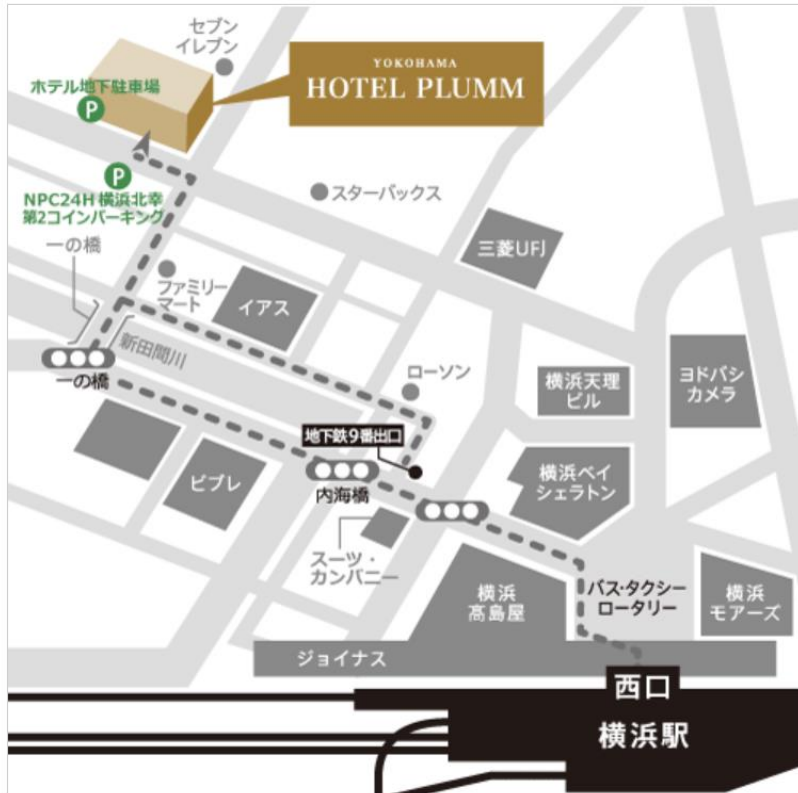 セブン
イレブン
YOKOHAMA
HOTEL PLUMM
ホテル地下駐車場
P
P
NPC24H 横浜北幸
第2コインパーキング
スターバックス
一の橋
三菱UFJ
ファミリー
マート
イアス
新田間川
一の橋
ローソン
横浜天理
ビル
ヨドバシ
カメラ
地下鉄9番出口
ビブレ
内海橋
横浜ベイ
シェラトン
スーツ・
カンパニー
横浜
髙島屋
バス・タクシー
ロータリー
横浜
モアーズ
ジョイナス
西口
横浜駅